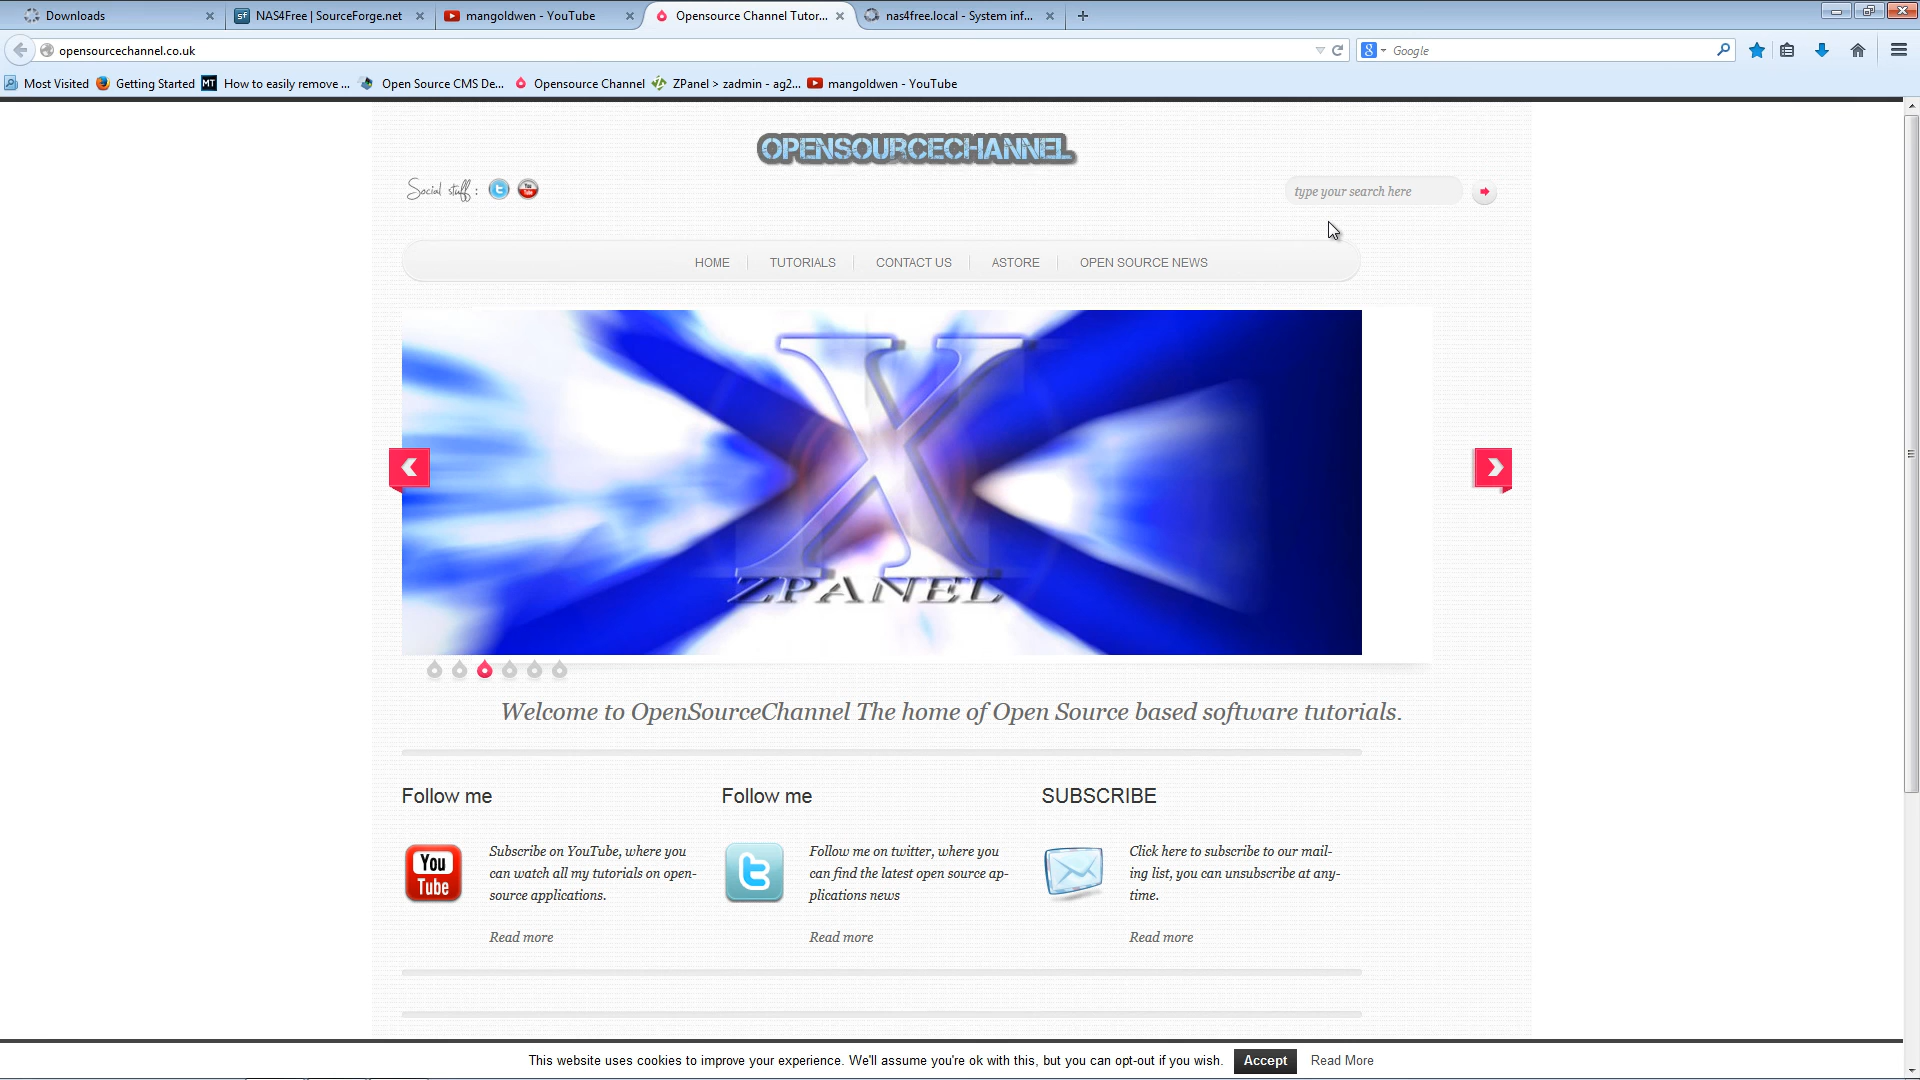 Downloads
NAS4Free | SourceForge.net
mangoldwen - YouTube
Opensource Channel Tutor...
nas4free.local - System inf...
opensourcechannel.co.uk
Google
Most Visited
Getting Started
How to easily remove ...
Open Source CMS De...
Opensource Channel
ZPanel > zadmin - ag2...
mangoldwen - YouTube
OPENSOURCECHANNEL
Social stuff :
type your search here
HOME
TUTORIALS
CONTACT US
ASTORE
OPEN SOURCE NEWS
X
ZPANEL
Welcome to OpenSourceChannel The home of Open Source based software tutorials.
Follow me
You
Tube
Subscribe on YouTube, where you
can watch all my tutorials on open-
source applications.
Read more
Follow me
Follow me on twitter, where you
can find the latest open source ap-
plications news
Read more
SUBSCRIBE
Click here to subscribe to our mail-
ing list, you can unsubscribe at any-
time.
Read more
This website uses cookies to improve your experience. We'll assume you're ok with this, but you can opt-out if you wish.
Accept
Read More